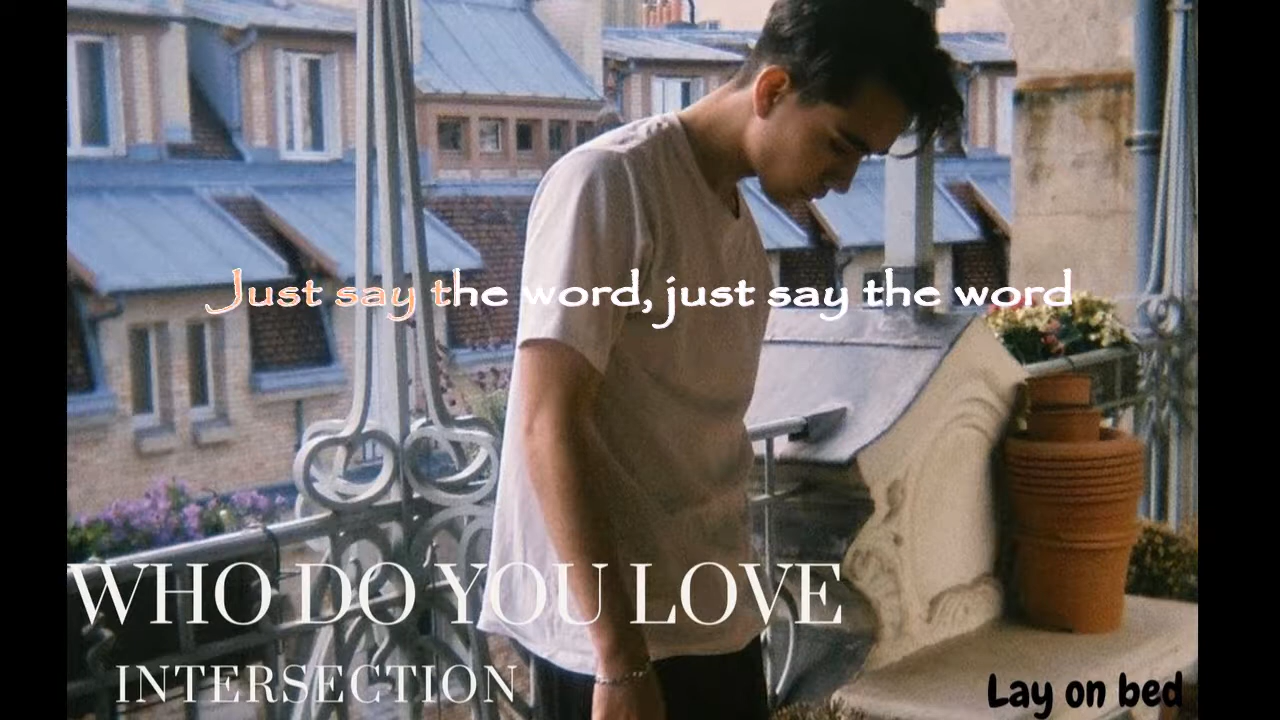 Just say the word, just say the word
WHO DO YOU LOVE
INTERSECTION
Lay on bed